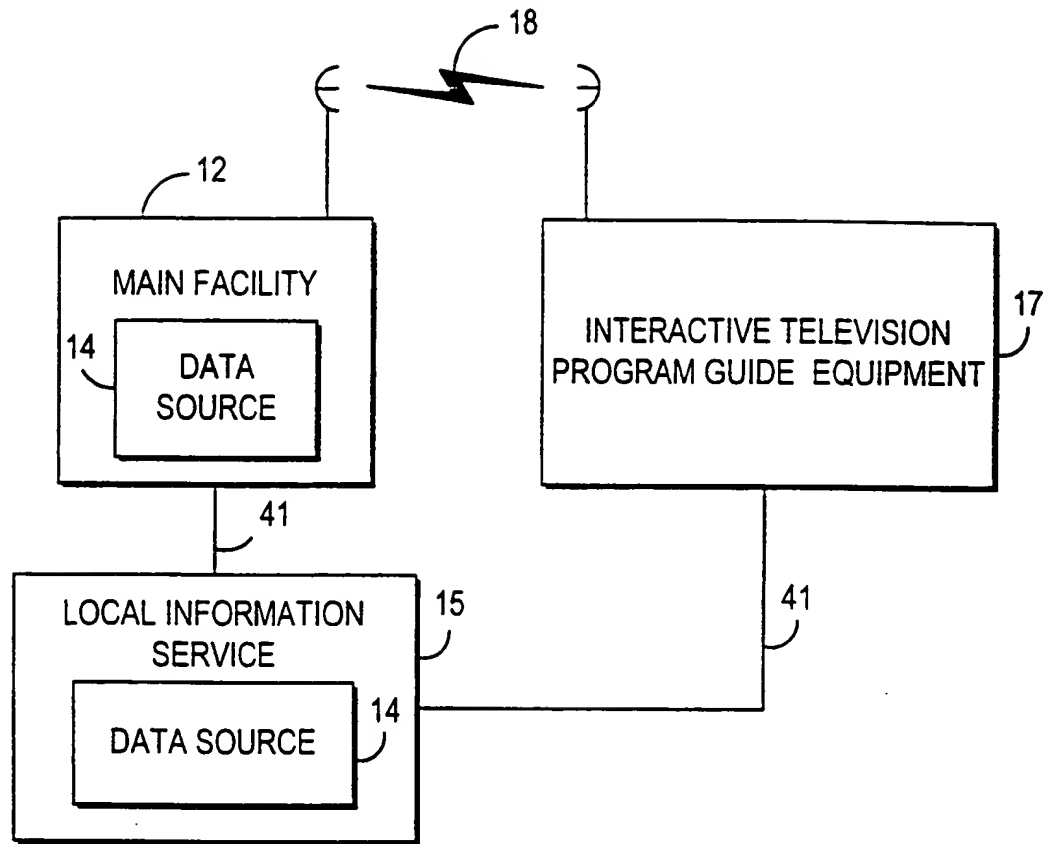 18
12
MAIN FACILITY
14
DATA
SOURCE
INTERACTIVE TELEVISION
PROGRAM GUIDE EQUIPMENT
17
41
LOCAL INFORMATION
SERVICE
15
41
DATA SOURCE
14